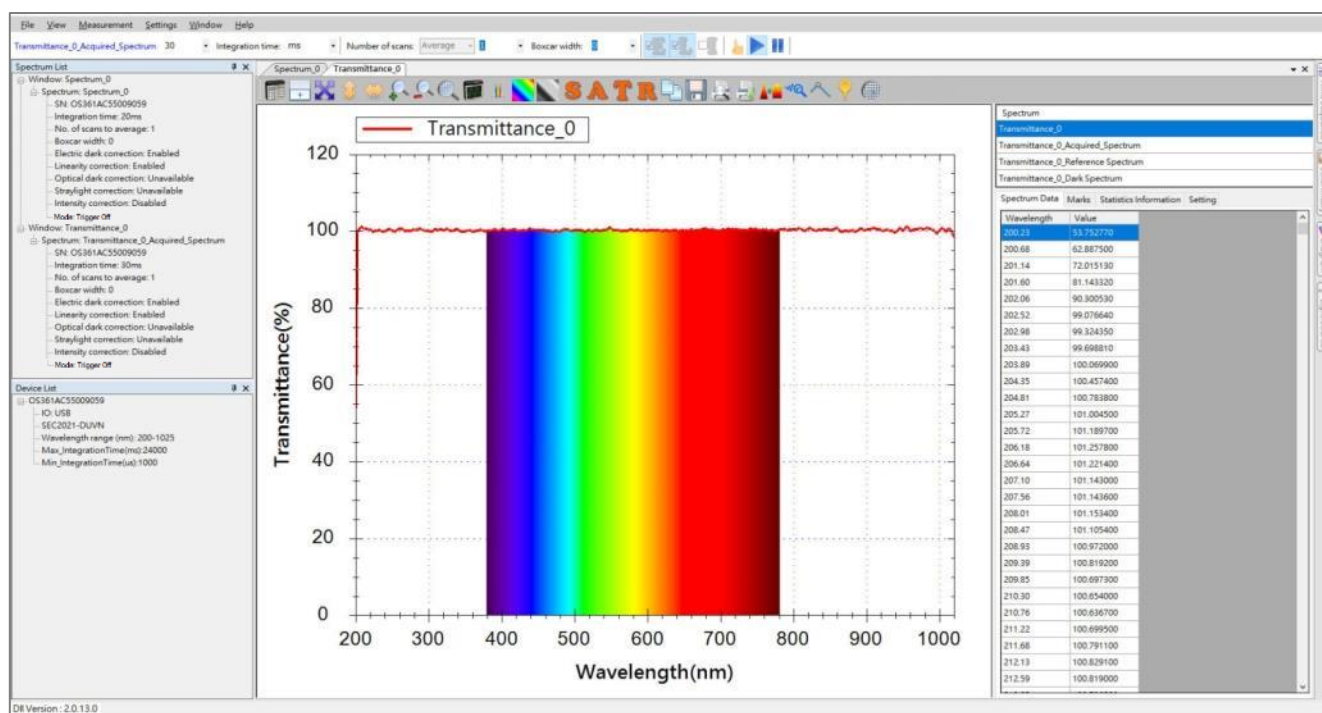 File View Measurement Settings Window Help
Transmittance_0_Acquired_Spectrum 30 Integration time: ms Number of scans: Average 1 Boxcar width: 0
Spectrum List
Window: Spectrum_0
Spectrum: Spectrum_0
SN: OS361AC55009059
Integration time: 20ms
No. of scans to average: 1
Boxcar width: 0
Electric dark correction: Enabled
Linearity correction: Enabled
Optical dark correction: Unavailable
Straylight correction: Unavailable
Intensity correction: Disabled
Mode: Trigger Off
Window: Transmittance_0
Spectrum: Transmittance_0_Acquired_Spectrum
SN: OS361AC55009059
Integration time: 30ms
No. of scans to average: 1
Boxcar width: 0
Electric dark correction: Enabled
Linearity correction: Enabled
Optical dark correction: Unavailable
Straylight correction: Unavailable
Intensity correction: Disabled
Mode: Trigger Off
Device List
OS361AC55009059
IO: USB
SEC2021-DUVN
Wavelength range (nm): 200-1025
Max_IntegrationTime(ms):24000
Min_IntegrationTime(us):1000
Spectrum_0 Transmittance_0
S A T R
Transmittance_0
Transmittance(%)
120
100
80
60
40
20
0
200 300 400 500 600 700 800 900 1000
Wavelength(nm)
Spectrum
Transmittance_0
Transmittance_0_Acquired_Spectrum
Transmittance_0_Reference Spectrum
Transmittance_0_Dark Spectrum
Spectrum Data Marks Statistics Information Setting
Wavelength Value
200.23 53.752770
200.68 62.887500
201.14 72.015130
201.60 81.143320
202.06 90.300530
202.52 99.076640
202.98 99.324350
203.43 99.698810
203.89 100.069900
204.35 100.457400
204.81 100.783800
205.27 101.004500
205.72 101.189700
206.18 101.257800
206.64 101.221400
207.10 101.143000
207.56 101.143600
208.01 101.153400
208.47 101.105400
208.93 100.972000
209.39 100.819200
209.85 100.697300
210.30 100.654000
210.76 100.636700
211.22 100.699500
211.68 100.791100
212.13 100.829100
212.59 100.819000
Dll Version : 2.0.13.0